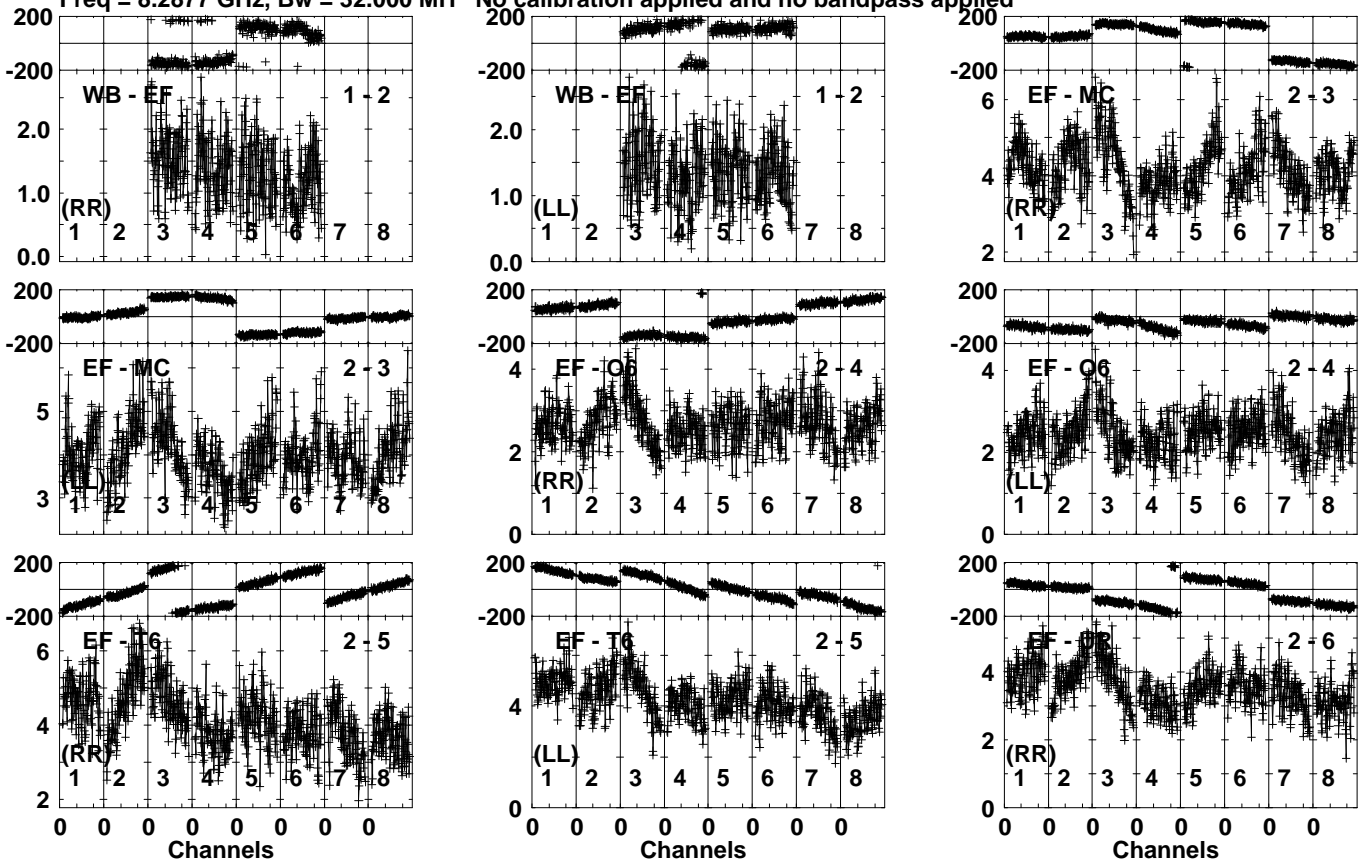 Freq = 8.2877 GHz, Bw = 32.000 MH No calibration applied and no bandpass applied
200 200 200
-200 -200 -200
WB - EF 1 - 2 WB - EF 1 - 2 EF - MC 2 - 3
2.0 2.0 6
1.0 1.0 4
(RR) (LL) (RR)
1 2 3 4 5 6 7 8 1 2 3 4 5 6 7 8 1 2 3 4 5 6 7 8
0.0 0.0 2
200 200 200
-200 -200 -200
EF - MC 2 - 3 EF - O6 2 - 4 EF - O6 2 - 4
4 4
5
2 2
(LL) (RR) (LL)
3 1 2 3 4 5 6 7 8 1 2 3 4 5 6 7 8 1 2 3 4 5 6 7 8
0 0
200 200 200
-200 -200 -200
EF - T6 2 - 5 EF - T6 2 - 5 EF - UR 2 - 6
6 4
4 4
2
(RR) (LL) (RR)
1 2 3 4 5 6 7 8 1 2 3 4 5 6 7 8 1 2 3 4 5 6 7 8
2 0 0
0 0 0 0 0 0 0 0 0 0 0 0 0 0 0 0 0 0 0 0 0 0 0 0
Channels Channels Channels